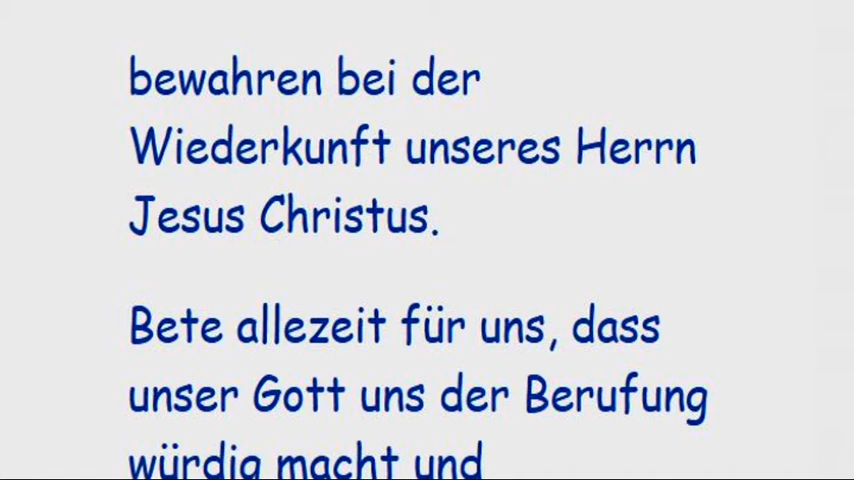 bewahren bei der
Wiederkunft unseres Herrn
Jesus Christus.
Bete allezeit für uns, dass
unser Gott uns der Berufung
würdig macht und